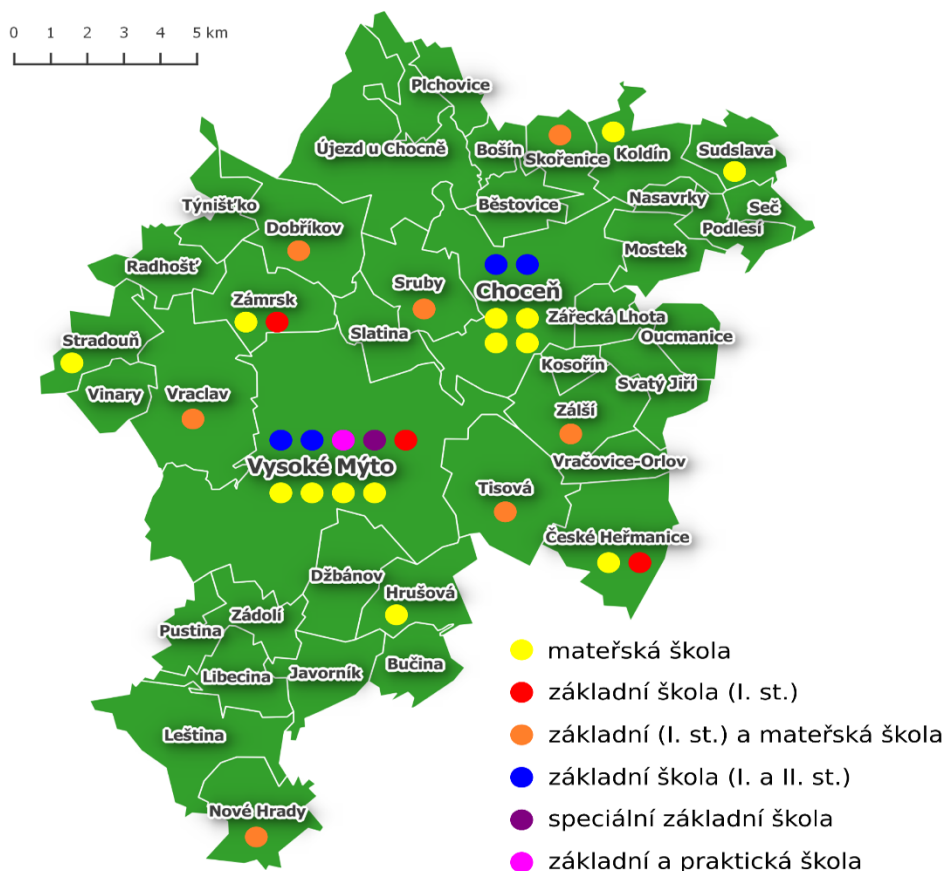 0 1 2 3 4 5 km
Plchovice
Újezd u Chocně
Bošín
Skořenice
Koldín
Sudslava
Týnišťko
Dobříkov
Běstovice
Nasavrky
Seč
Podlesí
Mostek
Radhošť
Sruby
Choceň
Zámrsk
Slatina
Zářecká Lhota
Oucmanice
Stradouň
Kosořín
Svatý Jiří
Vinary
Vraclav
Zálší
Vysoké Mýto
Vračovice-Orlov
Tisová
České Heřmanice
Džbánov
Hrušová
Zádolí
Pustina
Libecina
Javorník
Bučina
Leština
Nové Hrady
mateřská škola
základní škola (I. st.)
základní (I. st.) a mateřská škola
základní škola (I. a II. st.)
speciální základní škola
základní a praktická škola